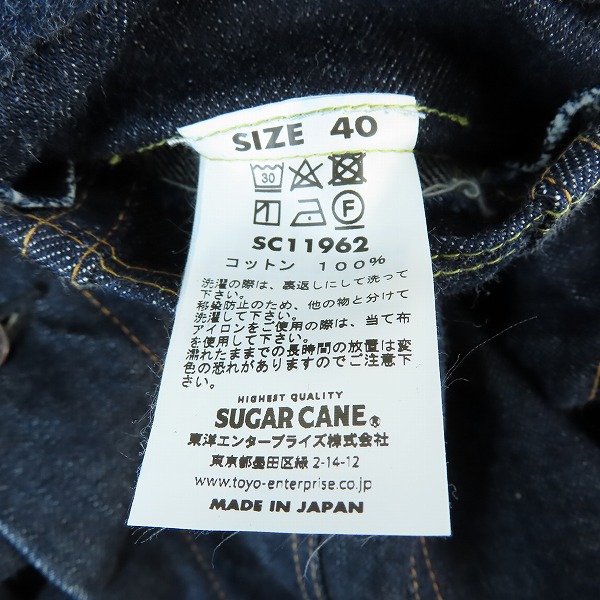 SIZE 40
30
F
SC11962
コットン 100%
洗濯の際は、裏返しにして洗って
下さい。
移染防止のため、他の物と分けて
洗濯して下さい。
アイロンをご使用の際は、当て布
を使用して下さい。
濡れたままでの長時間の放置は変
色の恐れがありますのでご注意下
さい。
HIGHEST QUALITY
SUGAR CANE®
東洋エンタープライズ株式会社
東京都墨田区緑 2-14-12
www.toyo-enterprise.co.jp
MADE IN JAPAN